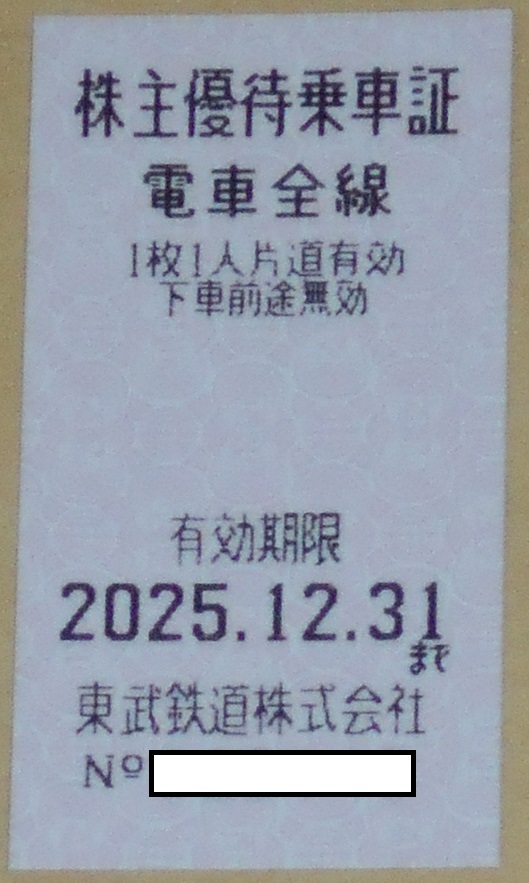 株主優待乗車証
電車全線
1枚1人片道有効
下車前途無効
有効期限
2025.12.31
まで
東武鉄道株式会社
Nº